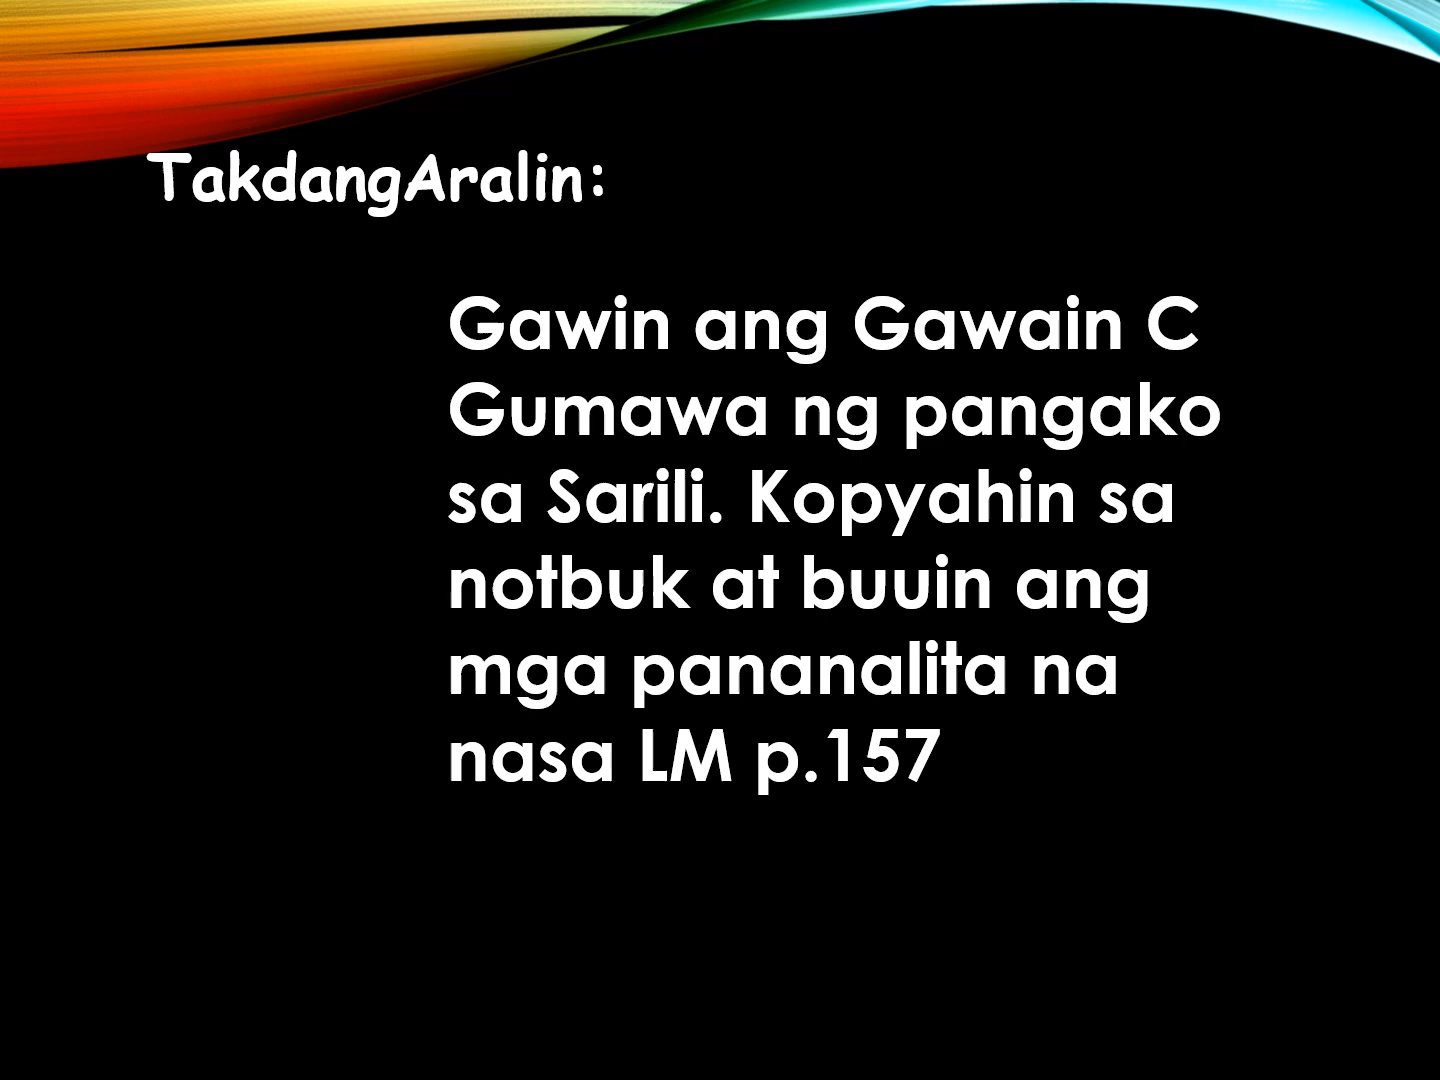 TakdangAralin:
Gawin ang Gawain C
Gumawa ng pangako
sa Sarili. Kopyahin sa
notbuk at buuin ang
mga pananalita na
nasa LM p.157